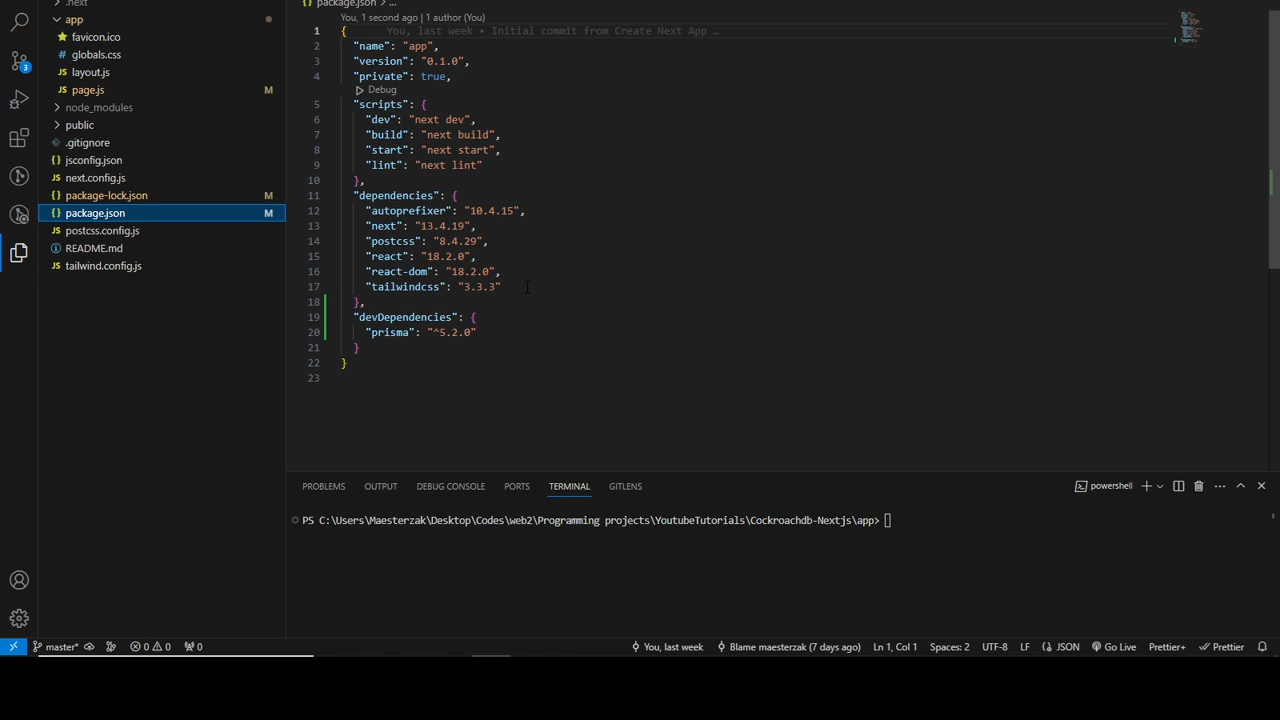 .next
app
favicon.ico
globals.css
layout.js
page.js M
node_modules
public
.gitignore
jsconfig.json
next.config.js
package-lock.json M
package.json M
postcss.config.js
README.md
tailwind.config.js
3
package.json > ...
You, 1 second ago | 1 author (You)
1 { You, last week • Initial commit from Create Next App …
2 "name": "app",
3 "version": "0.1.0",
4 "private": true,
Debug
5 "scripts": {
6 "dev": "next dev",
7 "build": "next build",
8 "start": "next start",
9 "lint": "next lint"
10 },
11 "dependencies": {
12 "autoprefixer": "10.4.15",
13 "next": "13.4.19",
14 "postcss": "8.4.29",
15 "react": "18.2.0",
16 "react-dom": "18.2.0",
17 "tailwindcss": "3.3.3"
18 },
19 "devDependencies": {
20 "prisma": "^5.2.0"
21 }
22 }
23
PROBLEMS OUTPUT DEBUG CONSOLE PORTS TERMINAL GITLENS powershell
PS C:\Users\Maesterzak\Desktop\Codes\web2\Programming projects\YoutubeTutorials\Cockroachdb-Nextjs\app>
master* 0 0 0 You, last week Blame maesterzak (7 days ago) Ln 1, Col 1 Spaces: 2 UTF-8 LF {} JSON Go Live Prettier+ Prettier